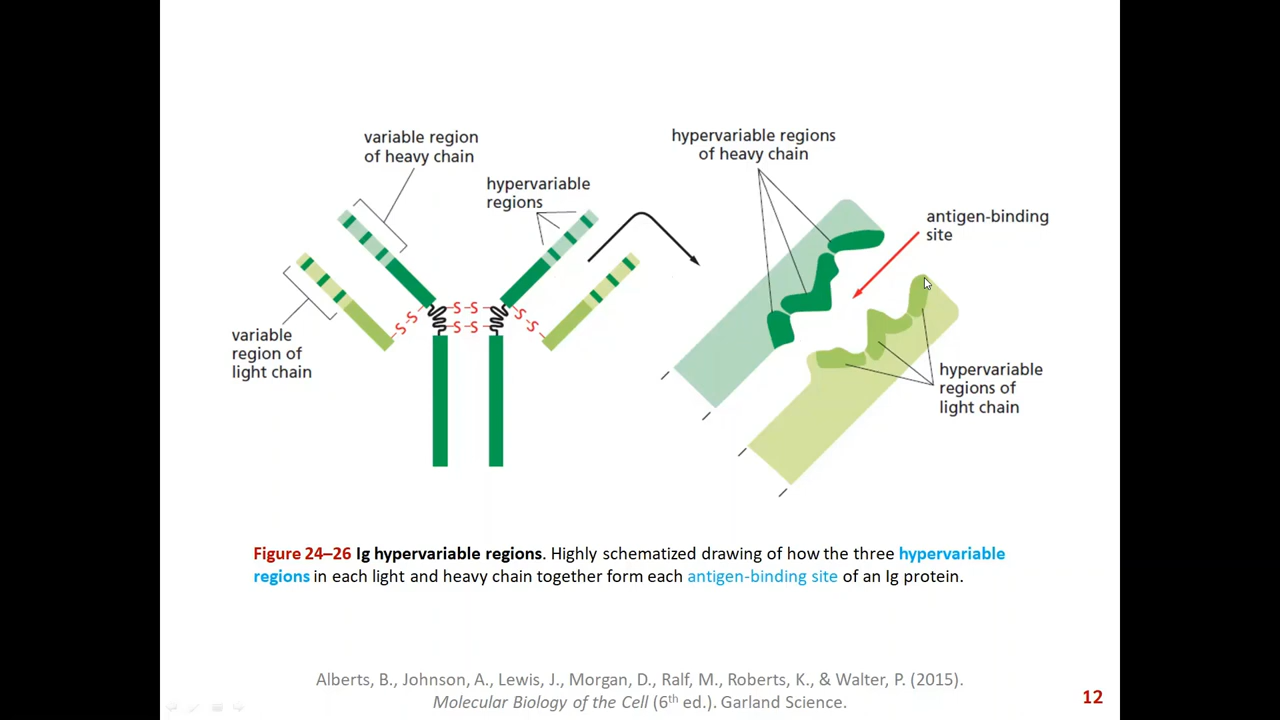 variable region
of heavy chain
hypervariable
regions
variable
region of
light chain
S
S
S
S
S
S
S
S
hypervariable regions
of heavy chain
antigen-binding
site
hypervariable
regions of
light chain
Figure 24–26 Ig hypervariable regions. Highly schematized drawing of how the three hypervariable
regions in each light and heavy chain together form each antigen-binding site of an Ig protein.
Alberts, B., Johnson, A., Lewis, J., Morgan, D., Ralf, M., Roberts, K., & Walter, P. (2015).
Molecular Biology of the Cell (6th ed.). Garland Science.
12